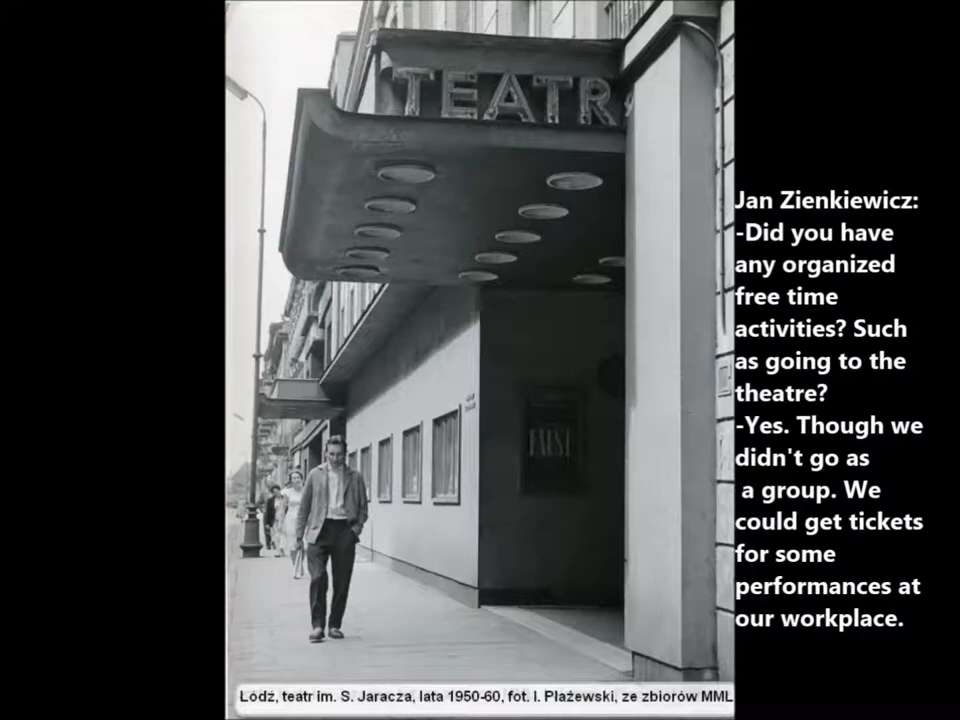 TEATR
FAUST
Jan Zienkiewicz:
-Did you have
any organized
free time
activities? Such
as going to the
theatre?
-Yes. Though we
didn't go as
a group. We
could get tickets
for some
performances at
our workplace.
Łódź, teatr im. S. Jaracza, lata 1950-60, fot. I. Płażewski, ze zbiorów MML